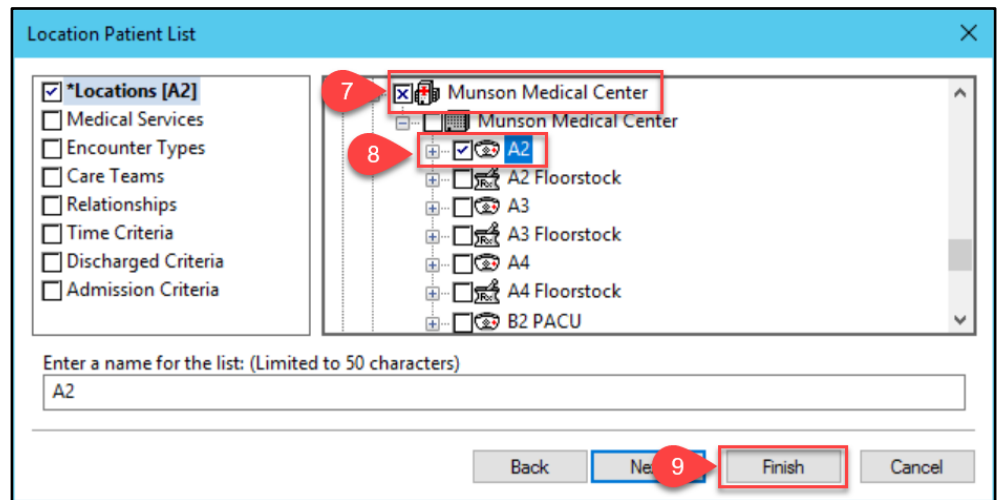 Location Patient List
*Locations [A2]
Medical Services
Encounter Types
Care Teams
Relationships
Time Criteria
Discharged Criteria
Admission Criteria
7
Munson Medical Center
Munson Medical Center
8
A2
A2 Floorstock
A3
A3 Floorstock
A4
A4 Floorstock
B2 PACU
Enter a name for the list: (Limited to 50 characters)
A2
Back
9
Finish
Cancel